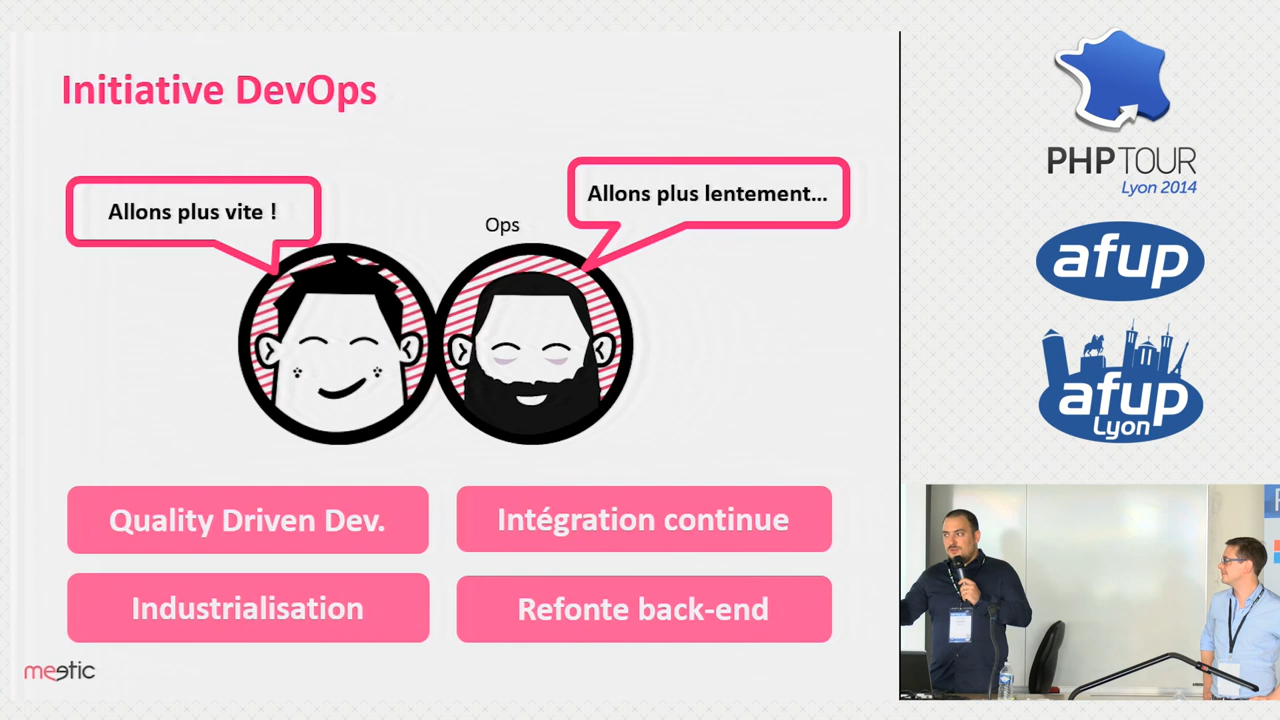 Initiative DevOps
Allons plus vite !
Allons plus lentement...
Ops
Quality Driven Dev.
Intégration continue
Industrialisation
Refonte back-end
meetic
PHP TOUR
Lyon 2014
afup
afup
Lyon